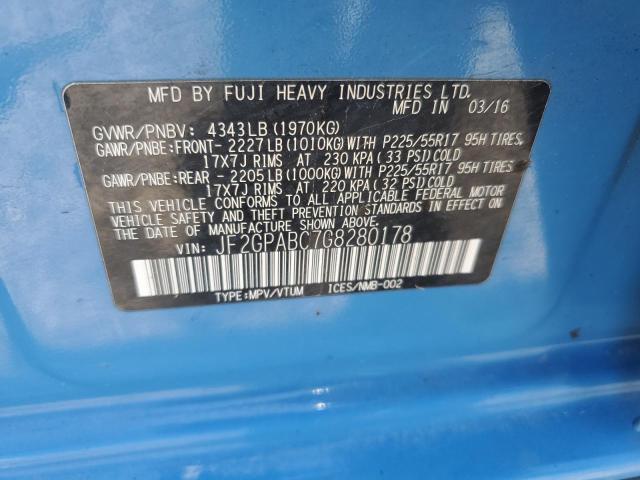 MFD BY FUJI HEAVY INDUSTRIES LTD.
MFD IN 03/16
GVWR/PNBV: 4343LB (1970KG)
GAWR/PNBE:FRONT- 2227LB (1010KG) WITH P225/55R17 95H TIRES,
17X7J RIMS AT 230 KPA (33 PSI) COLD
GAWR/PNBE:REAR - 2205LB (1000KG) WITH P225/55R17 95H TIRES,
17X7J RIMS AT, 220 KPA (32 PSI) COLD
THIS VEHICLE CONFORMS TO ALL APPLICABLE FEDERAL MOTOR
VEHICLE SAFETY AND THEFT PREVENTION STANDARDS IN EFFECT ON
THE DATE OF MANUFACTURE SHOWN ABOVE.
VIN: JF2GPABC7G8280178
TYPE:MPV/VTUM ICES/NMB-002